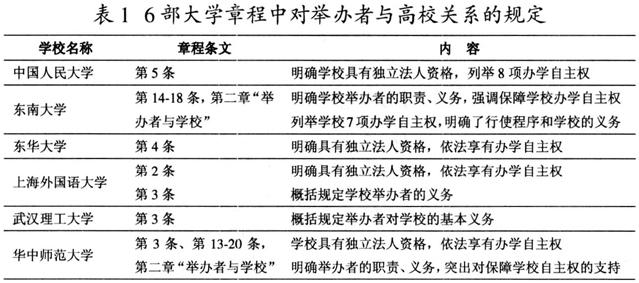 表1 6部大学章程中对举办者与高校关系的规定
学校名称 章程条文 内 容
中国人民大学 第5条 明确学校具有独立法人资格，列举8项办学自主权
东南大学 第14-18条，第二章“举 明确学校举办者的职责、义务，强调保障学校办学自主权
办者与学校” 列举学校7项办学自主权，明确了行使程序和学校的义务
东华大学 第4条 明确具有独立法人资格，依法享有办学自主权
上海外国语大学 第2条 明确具有独立法人资格，依法享有办学自主权
第3条 概括规定学校举办者的义务
武汉理工大学 第3条 概括规定举办者对学校的基本义务
华中师范大学 第3条、第13-20条， 学校具有独立法人资格，依法享有办学自主权
第二章“举办者与学校” 明确举办者的职责、义务，突出对保障学校自主权的支持